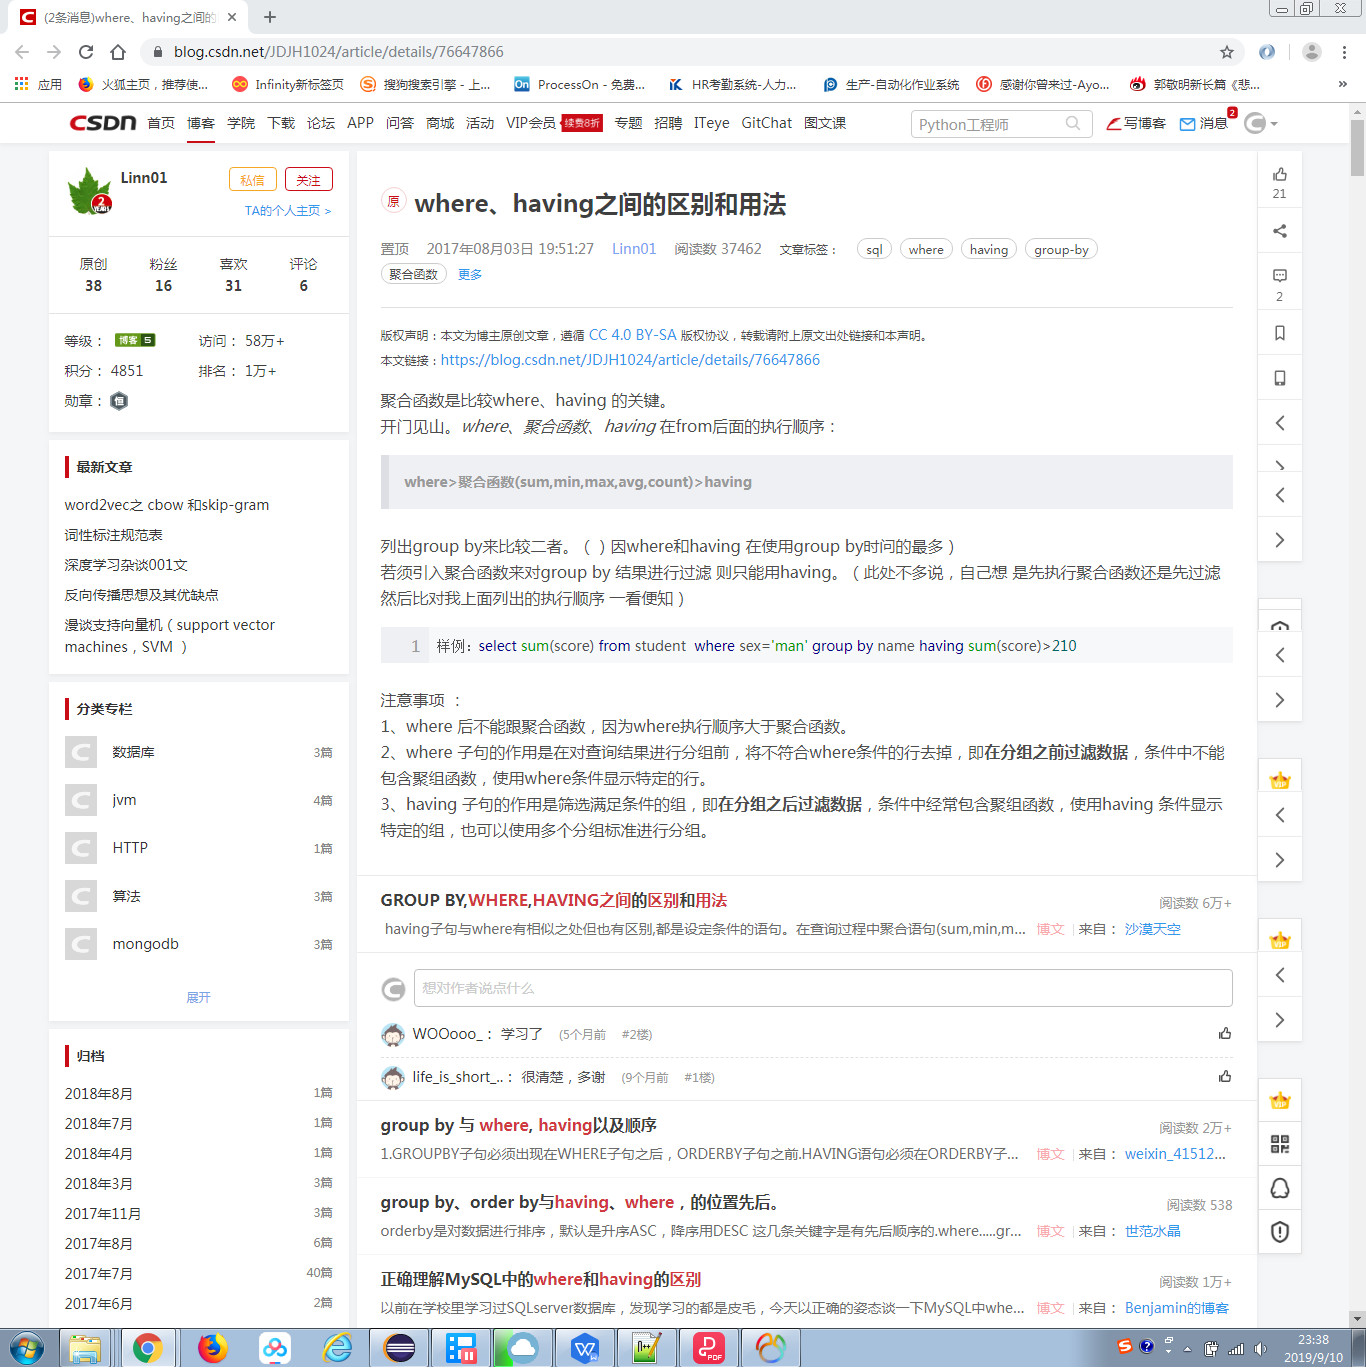 (2条消息)where、having之间的
blog.csdn.net/JDJH1024/article/details/76647866
应用 火狐主页，推荐使... Infinity新标签页 搜狗搜索引擎 - 上... ProcessOn - 免费... HR考勤系统-人力... 生产-自动化作业系统 感谢你曾来过-Ayo... 郭敬明新长篇《悲... »
CSDN 首页 博客 学院 下载 论坛 APP 问答 商城 活动 VIP会员 续费8折 专题 招聘 ITeye GitChat 图文课 Python工程师 写博客 消息 2
Linn01 私信 关注
TA的个人主页 >
原创 粉丝 喜欢 评论
38 16 31 6
等级： 博客 5 访问： 58万+
积分： 4851 排名： 1万+
勋章： 恒
最新文章
word2vec之 cbow 和skip-gram
词性标注规范表
深度学习杂谈001文
反向传播思想及其优缺点
漫谈支持向量机（support vector
machines，SVM ）
分类专栏
数据库 3篇
jvm 4篇
HTTP 1篇
算法 3篇
mongodb 3篇
展开
归档
2018年8月 1篇
2018年7月 1篇
2018年4月 1篇
2018年3月 3篇
2017年11月 3篇
2017年8月 6篇
2017年7月 40篇
2017年6月 2篇
原 where、having之间的区别和用法
置顶 2017年08月03日 19:51:27 Linn01 阅读数 37462 文章标签： sql where having group-by
聚合函数 更多
版权声明：本文为博主原创文章，遵循 CC 4.0 BY-SA 版权协议，转载请附上原文出处链接和本声明。
本文链接：https://blog.csdn.net/JDJH1024/article/details/76647866
聚合函数是比较where、having 的关键。
开门见山。where、聚合函数、having 在from后面的执行顺序：
where>聚合函数(sum,min,max,avg,count)>having
列出group by来比较二者。（ ）因where和having 在使用group by时问的最多）
若须引入聚合函数来对group by 结果进行过滤 则只能用having。（此处不多说，自己想 是先执行聚合函数还是先过滤
然后比对我上面列出的执行顺序 一看便知）
1 样例：select sum(score) from student  where sex='man' group by name having sum(score)>210
注意事项 ：
1、where 后不能跟聚合函数，因为where执行顺序大于聚合函数。
2、where 子句的作用是在对查询结果进行分组前，将不符合where条件的行去掉，即在分组之前过滤数据，条件中不能
包含聚组函数，使用where条件显示特定的行。
3、having 子句的作用是筛选满足条件的组，即在分组之后过滤数据，条件中经常包含聚组函数，使用having 条件显示
特定的组，也可以使用多个分组标准进行分组。
GROUP BY,WHERE,HAVING之间的区别和用法 阅读数 6万+
having子句与where有相似之处但也有区别,都是设定条件的语句。在查询过程中聚合语句(sum,min,m... 博文 来自： 沙漠天空
想对作者说点什么
WOOooo_： 学习了 (5个月前 #2楼)
life_is_short_..： 很清楚，多谢 (9个月前 #1楼)
group by 与 where, having以及顺序 阅读数 2万+
1.GROUPBY子句必须出现在WHERE子句之后，ORDERBY子句之前.HAVING语句必须在ORDERBY子... 博文 来自： weixin_41512...
group by、order by与having、where，的位置先后。 阅读数 538
orderby是对数据进行排序，默认是升序ASC，降序用DESC 这几条关键字是有先后顺序的.where.....gr... 博文 来自： 世范水晶
正确理解MySQL中的where和having的区别 阅读数 1万+
以前在学校里学习过SQLserver数据库，发现学习的都是皮毛，今天以正确的姿态谈一下MySQL中whe... 博文 来自： Benjamin的博客
21
2
23:38
2019/9/10